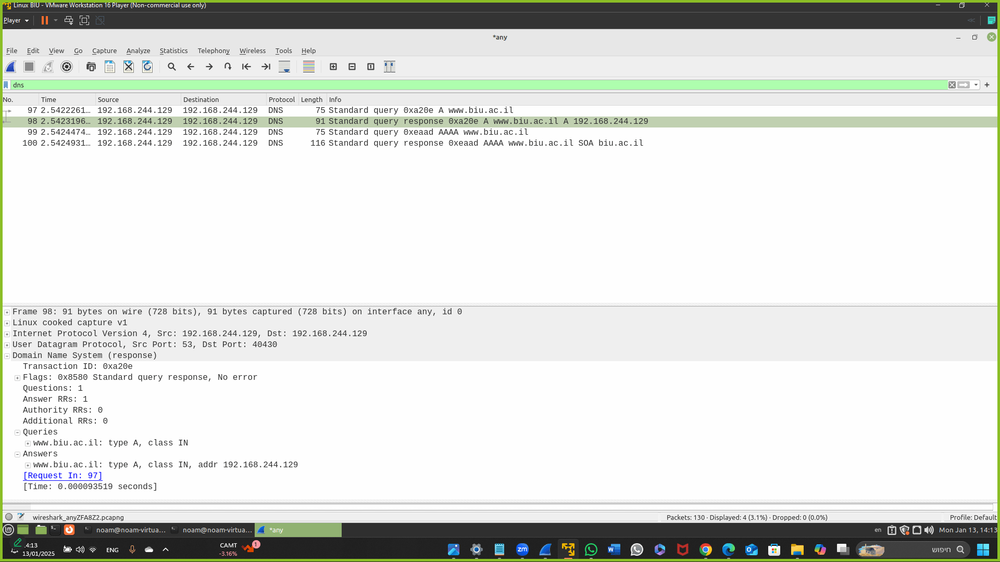 Linux BIU - VMware Workstation 16 Player (Non-commercial use only)
Player
*any
File Edit View Go Capture Analyze Statistics Telephony Wireless Tools Help
dns
No. Time Source Destination Protocol Length Info
97 2.5422261… 192.168.244.129 192.168.244.129 DNS 75 Standard query 0xa20e A www.biu.ac.il
98 2.5423196… 192.168.244.129 192.168.244.129 DNS 91 Standard query response 0xa20e A www.biu.ac.il A 192.168.244.129
99 2.5424474… 192.168.244.129 192.168.244.129 DNS 75 Standard query 0xeaad AAAA www.biu.ac.il
100 2.5424931… 192.168.244.129 192.168.244.129 DNS 116 Standard query response 0xeaad AAAA www.biu.ac.il SOA biu.ac.il
Frame 98: 91 bytes on wire (728 bits), 91 bytes captured (728 bits) on interface any, id 0
Linux cooked capture v1
Internet Protocol Version 4, Src: 192.168.244.129, Dst: 192.168.244.129
User Datagram Protocol, Src Port: 53, Dst Port: 40430
Domain Name System (response)
Transaction ID: 0xa20e
Flags: 0x8580 Standard query response, No error
Questions: 1
Answer RRs: 1
Authority RRs: 0
Additional RRs: 0
Queries
www.biu.ac.il: type A, class IN
Answers
www.biu.ac.il: type A, class IN, addr 192.168.244.129
[Request In: 97]
[Time: 0.000093519 seconds]
wireshark_anyZFA8Z2.pcapng Packets: 130 · Displayed: 4 (3.1%) · Dropped: 0 (0.0%) Profile: Default
noam@noam-virtua… noam@noam-virtua… *any en Mon Jan 13, 14:13
14:13 ENG CAMT 1 חיפוש
13/01/2025 -3.16%